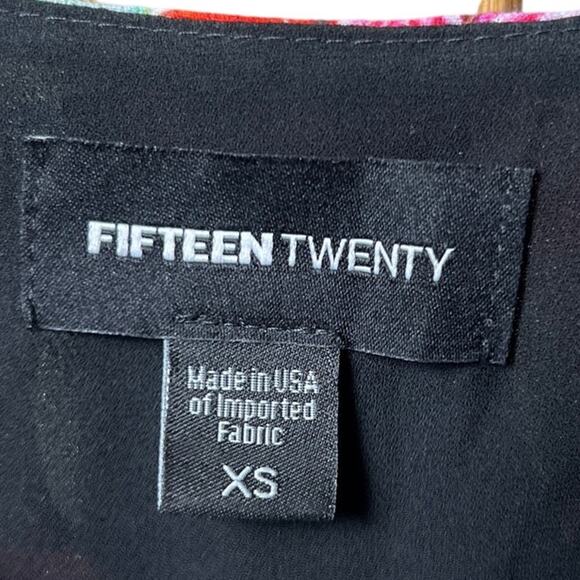 FIFTEEN TWENTY
Made in USA
of Imported
Fabric
XS